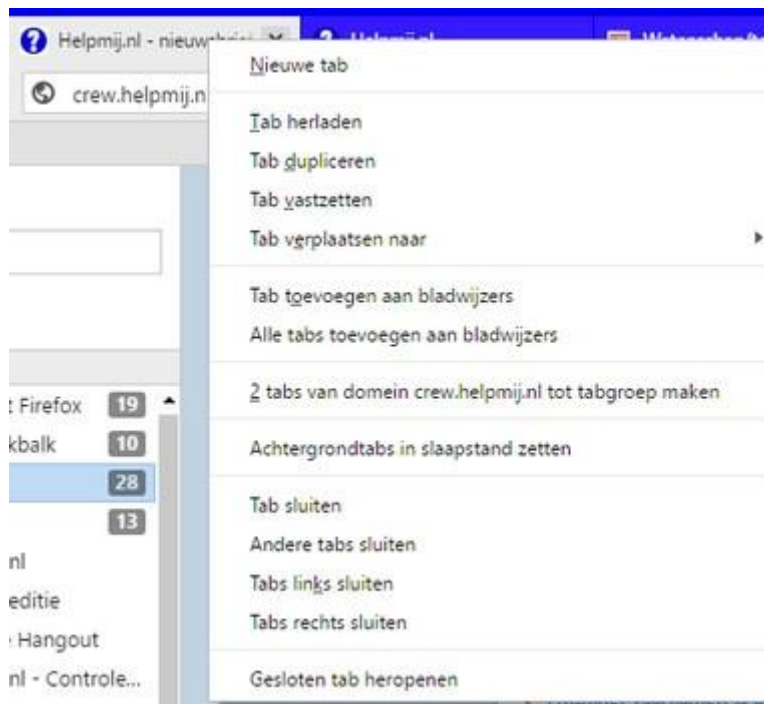 Helpmij.nl - nieuwsbrief
Helpmij.nl
crew.helpmij.n
Nieuwe tab
Tab herladen
Tab dupliceren
Tab vastzetten
Tab verplaatsen naar
Tab toevoegen aan bladwijzers
Alle tabs toevoegen aan bladwijzers
2 tabs van domein crew.helpmij.nl tot tabgroep maken
Achtergrondtabs in slaapstand zetten
Tab sluiten
Andere tabs sluiten
Tabs links sluiten
Tabs rechts sluiten
Gesloten tab heropenen
t Firefox 19
kbalk 10
28
13
nl
editie
Hangout
nl - Controle...